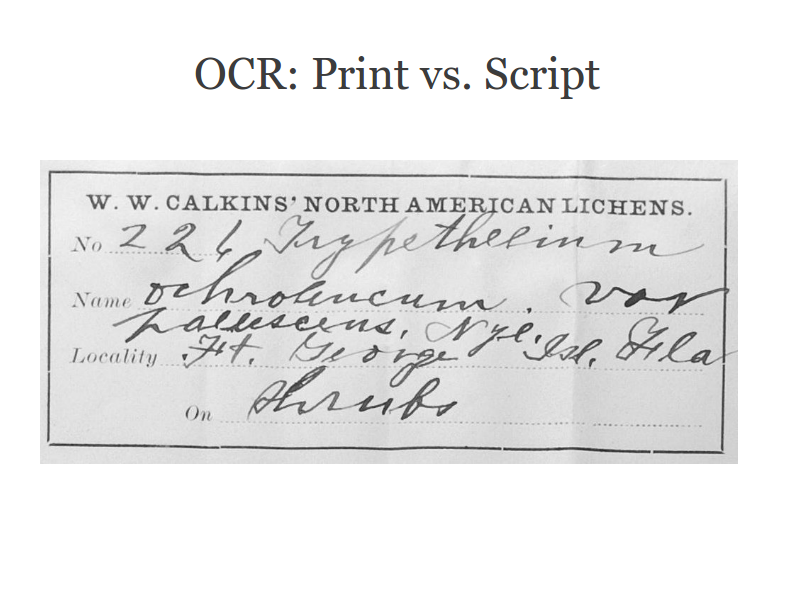 OCR: Print vs. Script
W. W. CALKINS' NORTH AMERICAN LICHENS.
No 226 Trypethelium
Name ochroleucum. var
pallescens, Nyl.
Locality Ft. George Isl, Fla
On shrubs